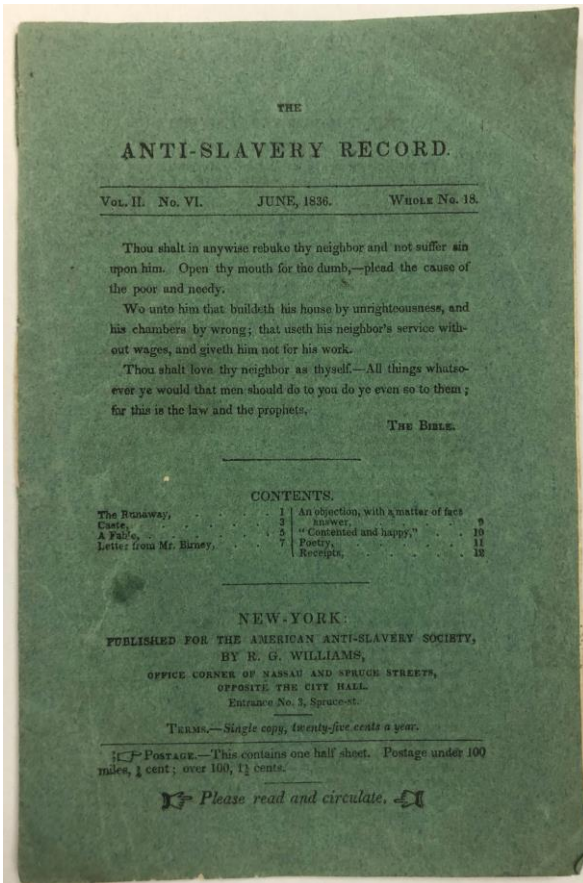 THE
ANTI-SLAVERY RECORD.
VOL. II. NO. VI. JUNE, 1836. WHOLE NO. 18.
Thou shalt in anywise rebuke thy neighbor and not suffer sin
upon him. Open thy mouth for the dumb,—plead the cause of
the poor and needy.
Wo unto him that buildeth his house by unrighteousness, and
his chambers by wrong; that useth his neighbor's service with-
out wages, and giveth him not for his work.
Thou shalt love thy neighbor as thyself.—All things whatso-
ever ye would that men should do to you do ye even so to them;
for this is the law and the prophets.
THE BIBLE.
CONTENTS.
The Runaway, . . . . . . 1
Caste, . . . . . . . 3
A Fable, . . . . . . . 5
Letter from Mr. Birney, . . . . 7
An objection, with a matter of fact
answer, . . . . . . 9
"Contented and happy," . . 10
Poetry, . . . . . . 11
Receipts, . . . . . . 12
NEW-YORK:
PUBLISHED FOR THE AMERICAN ANTI-SLAVERY SOCIETY,
BY R. G. WILLIAMS,
OFFICE CORNER OF NASSAU AND SPRUCE STREETS,
OPPOSITE THE CITY HALL.
Entrance No. 3, Spruce-st.
TERMS.—Single copy, twenty-five cents a year.
POSTAGE.—This contains one half sheet. Postage under 100
miles, cent; over 100, 1½ cents.
Please read and circulate.